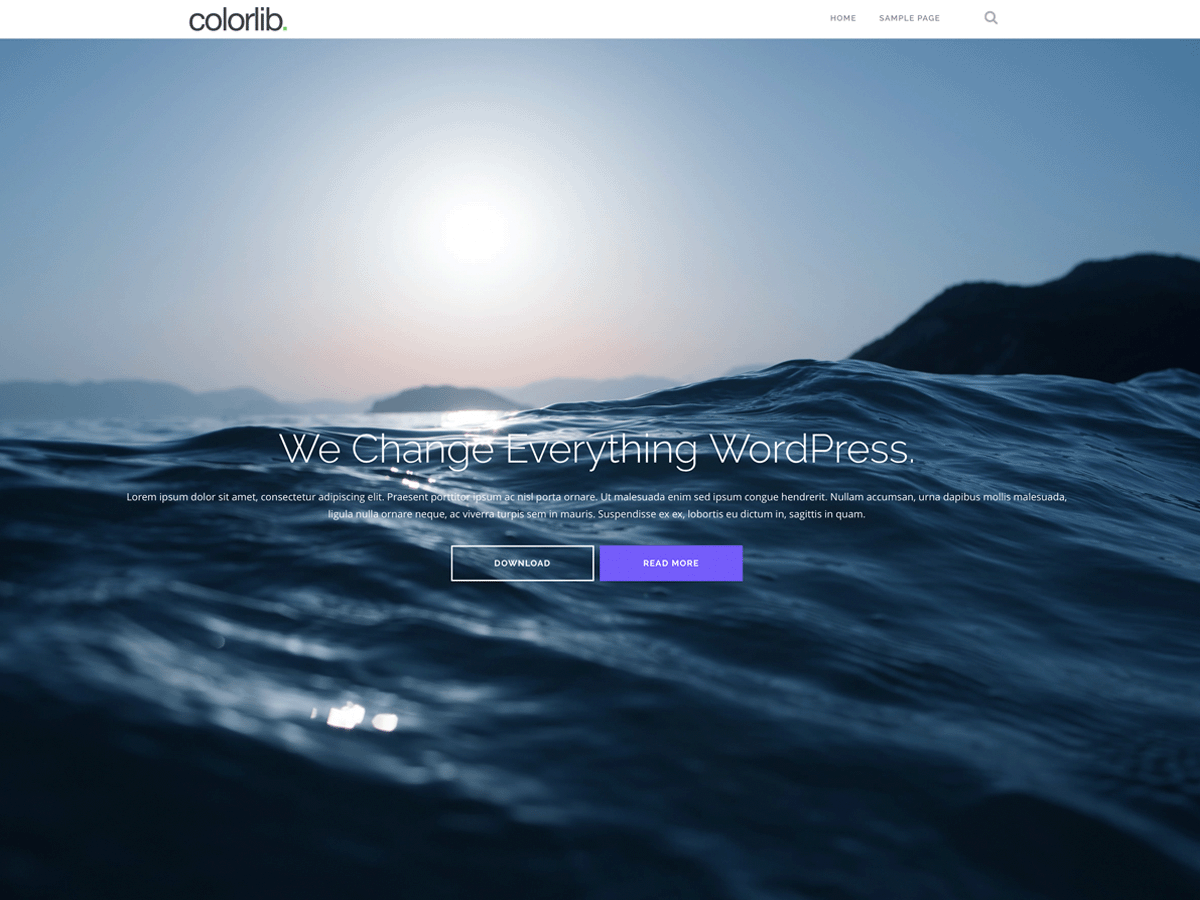 colorlib.
HOME
SAMPLE PAGE
We Change Everything WordPress.
Lorem ipsum dolor sit amet, consectetur adipiscing elit. Praesent porttitor ipsum ac nisl porta ornare. Ut malesuada enim sed ipsum congue hendrerit. Nullam accumsan, urna dapibus mollis malesuada,
ligula nulla ornare neque, ac viverra turpis sem in mauris. Suspendisse ex ex, lobortis eu dictum in, sagittis in quam.
DOWNLOAD
READ MORE